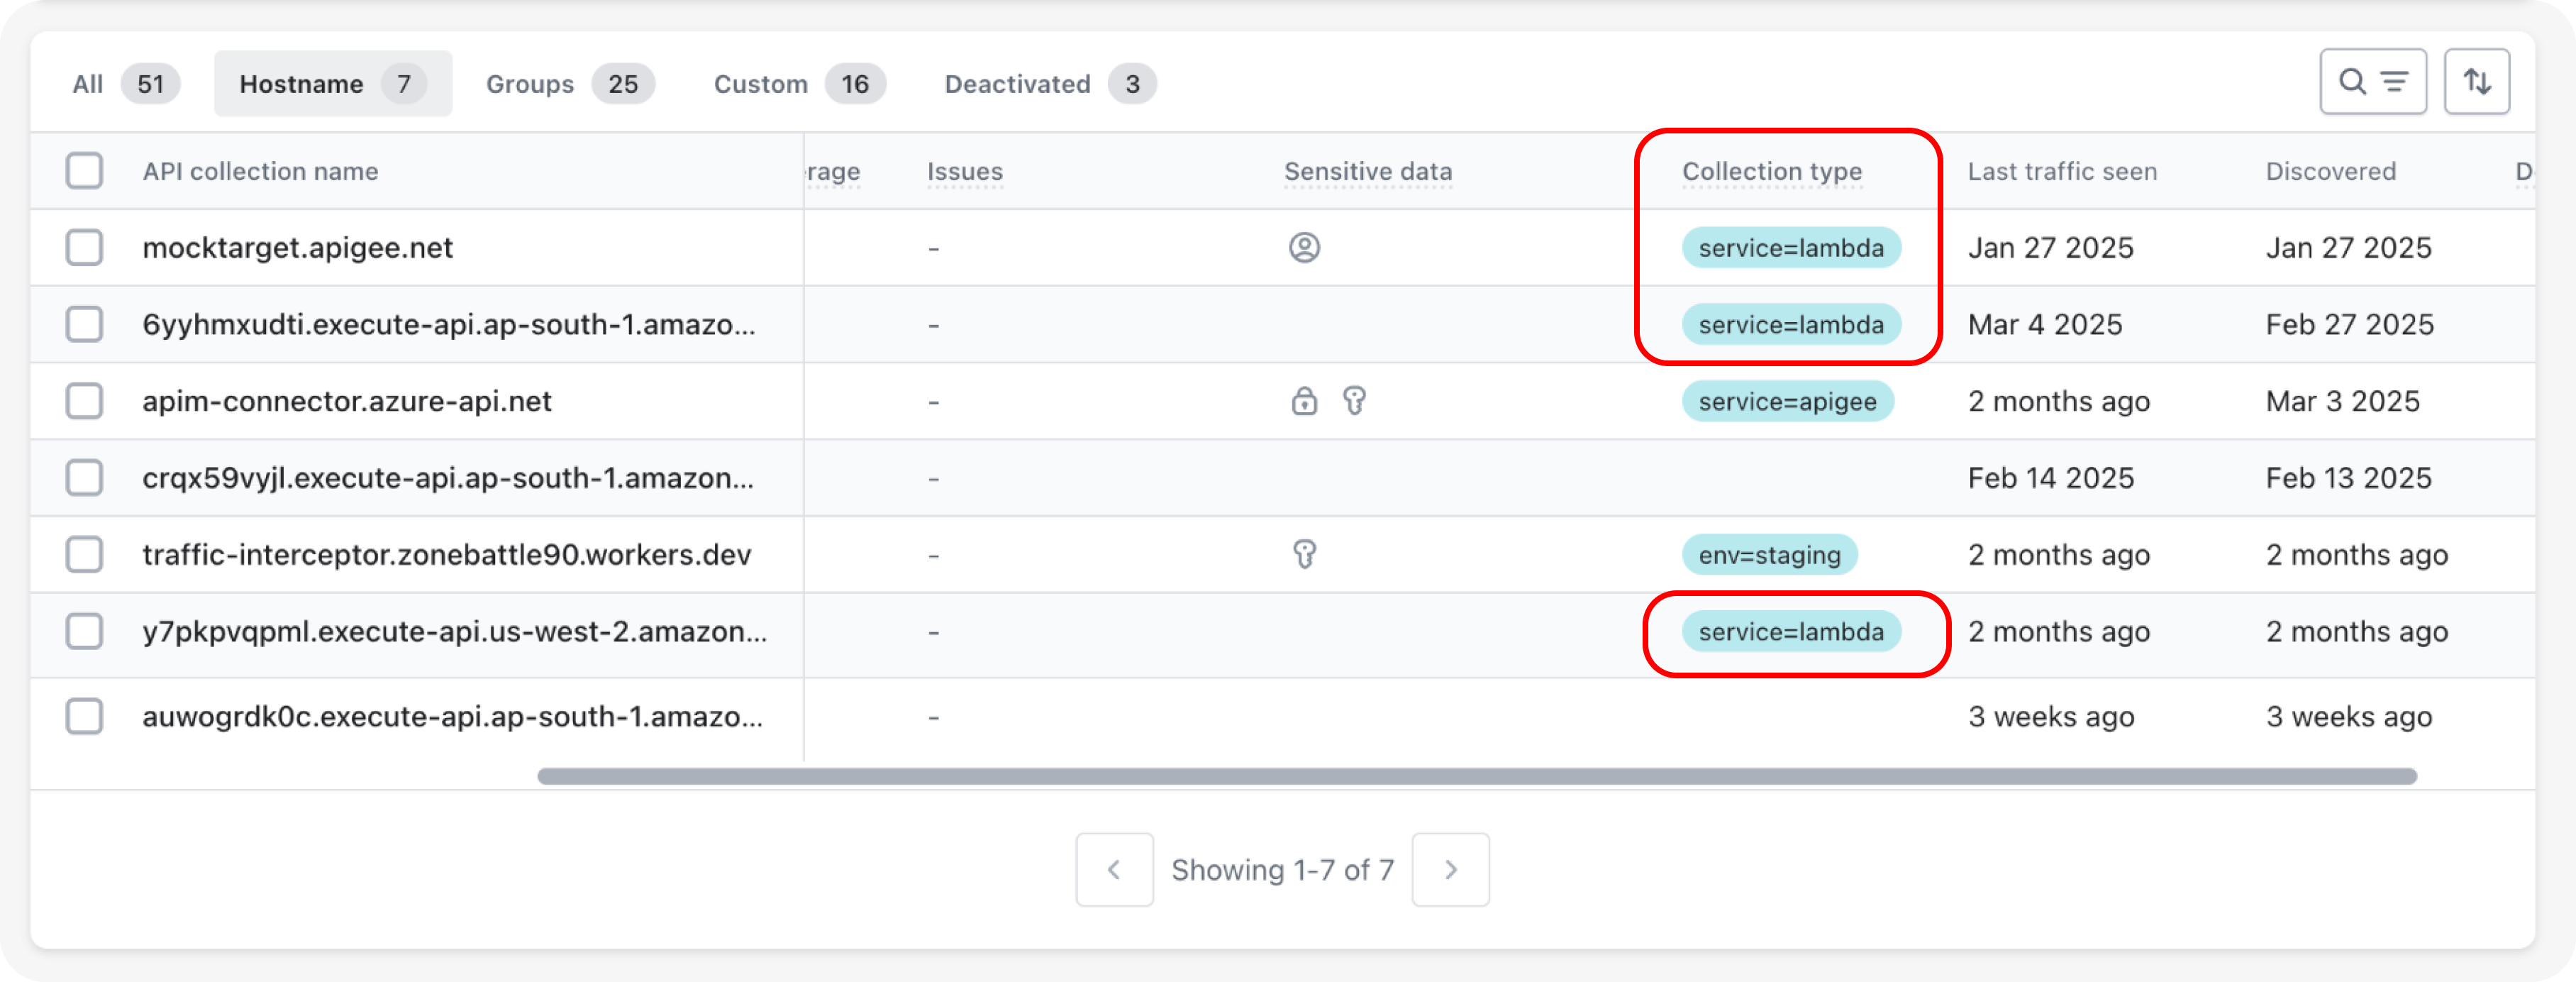 All 51 Hostname 7 Groups 25 Custom 16 Deactivated 3
API collection name rage Issues Sensitive data Collection type Last traffic seen Discovered D
mocktarget.apigee.net - service=lambda Jan 27 2025 Jan 27 2025
6yyhmxudti.execute-api.ap-south-1.amazo... - service=lambda Mar 4 2025 Feb 27 2025
apim-connector.azure-api.net - service=apigee 2 months ago Mar 3 2025
crqx59vyjl.execute-api.ap-south-1.amazon... - Feb 14 2025 Feb 13 2025
traffic-interceptor.zonebattle90.workers.dev - env=staging 2 months ago 2 months ago
y7pkpvqpml.execute-api.us-west-2.amazon... - service=lambda 2 months ago 2 months ago
auwogrdk0c.execute-api.ap-south-1.amazo... - 3 weeks ago 3 weeks ago
Showing 1-7 of 7